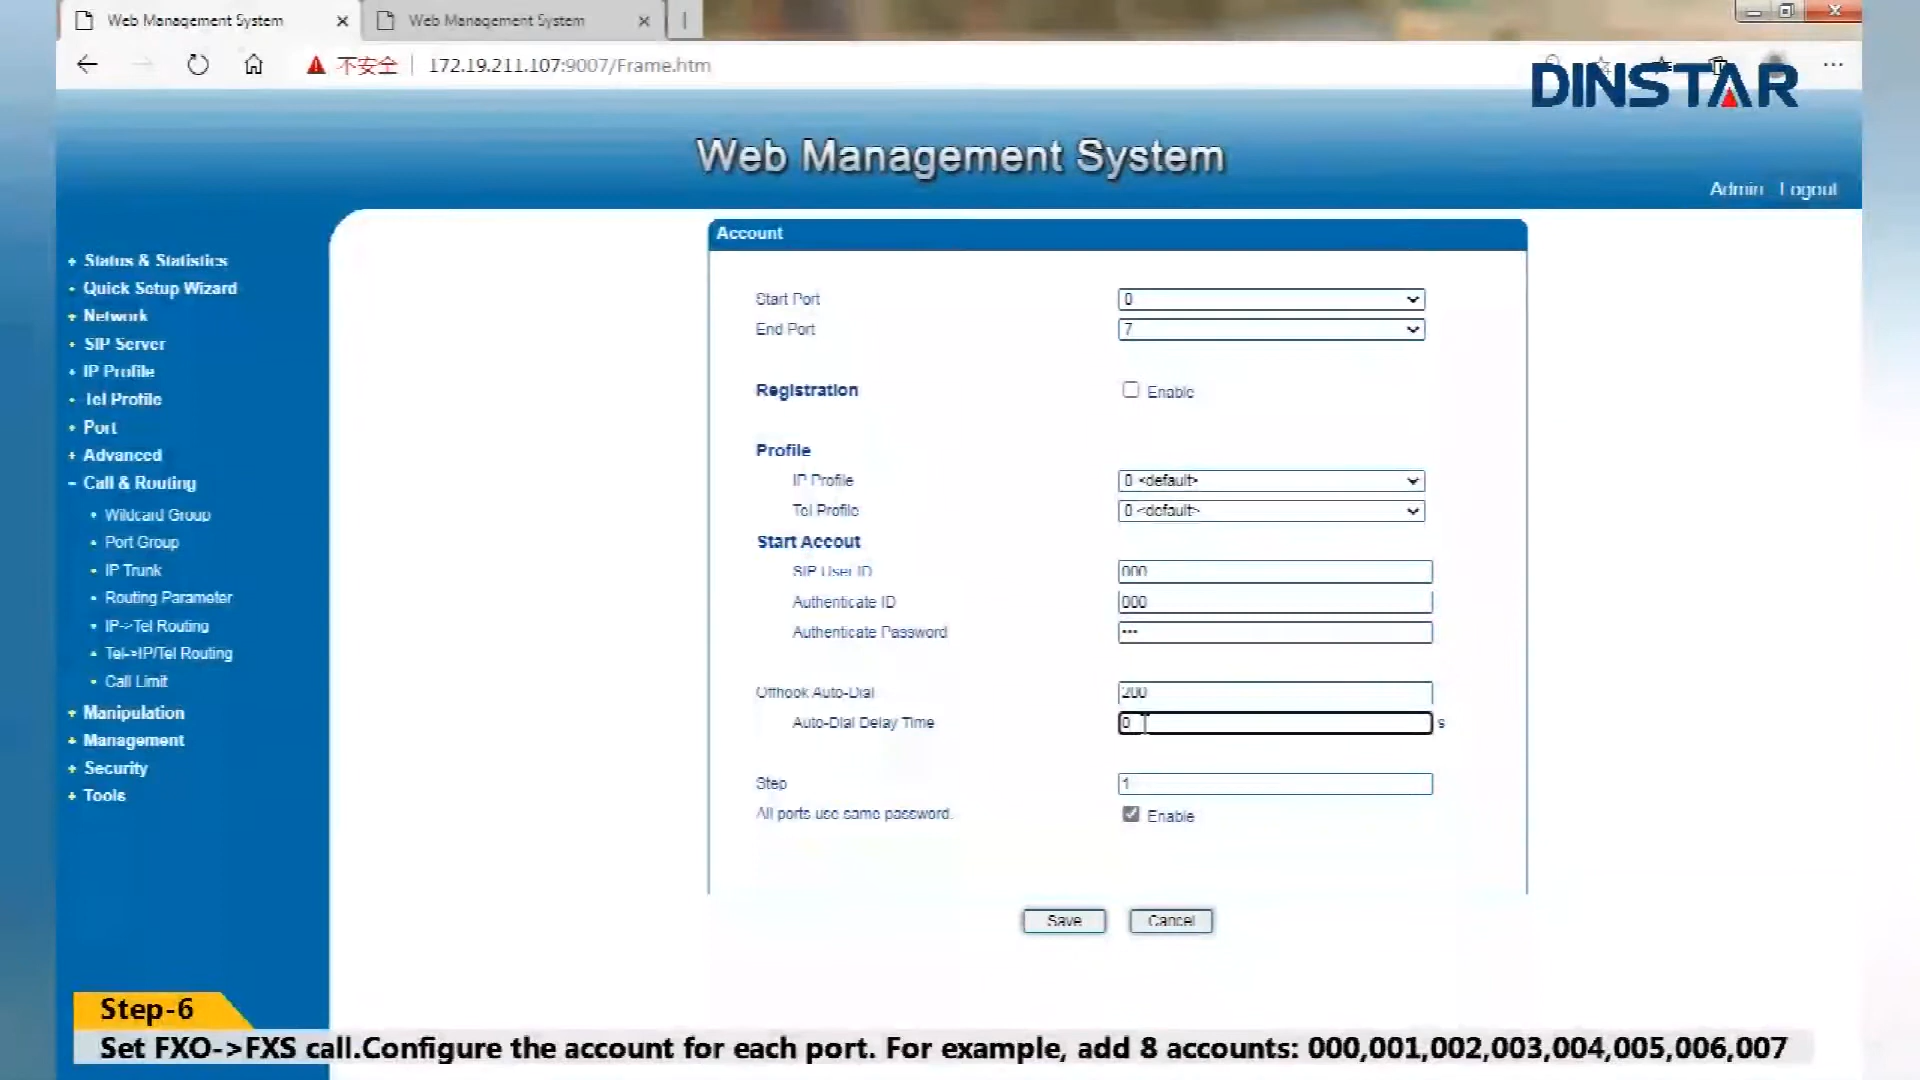 Web Management System
Web Management System
不安全 172.19.211.107:9007/Frame.htm
DINSTAR
Web Management System
Admin Logout
Status & Statistics
Quick Setup Wizard
Network
SIP Server
IP Profile
Tel Profile
Port
Advanced
Call & Routing
Wildcard Group
Port Group
IP Trunk
Routing Parameter
IP->Tel Routing
Tel->IP/Tel Routing
Call Limit
Manipulation
Management
Security
Tools
Account
Start Port 0
End Port 7
Registration Enable
Profile
IP Profile 0 <default>
Tel Profile 0 <default>
Start Accout
SIP User ID 000
Authenticate ID 000
Authenticate Password
Offhook Auto-Dial 200
Auto-Dial Delay Time 0 s
Step 1
All ports use same password. Enable
Save Cancel
Step-6
Set FXO->FXS call.Configure the account for each port. For example, add 8 accounts: 000,001,002,003,004,005,006,007